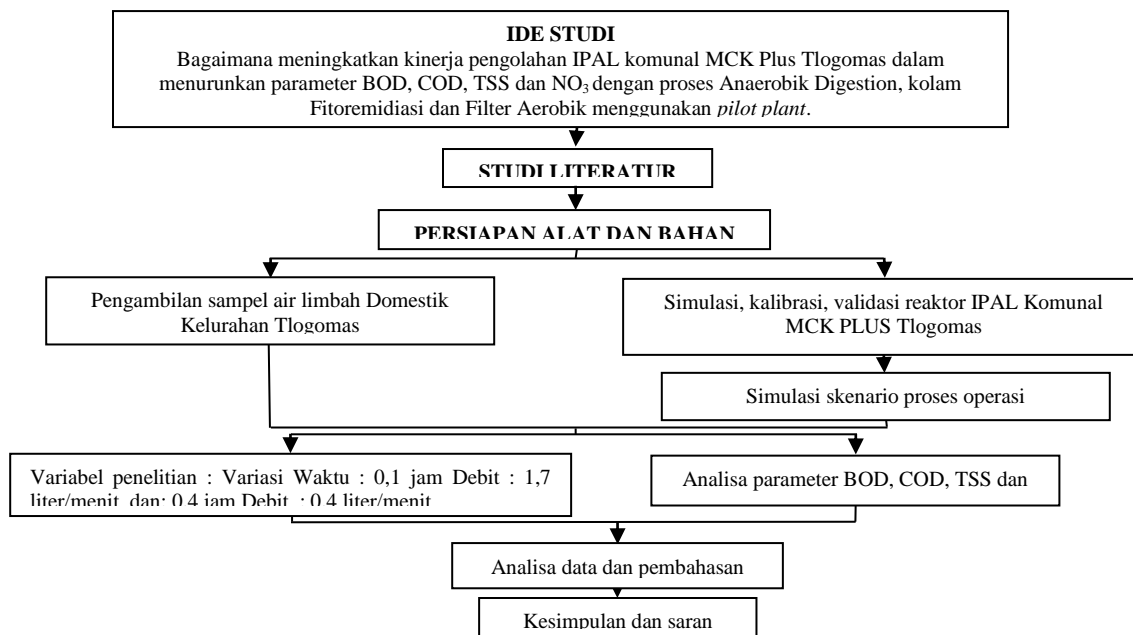 IDE STUDI
Bagaimana meningkatkan kinerja pengolahan IPAL komunal MCK Plus Tlogomas dalam
menurunkan parameter BOD, COD, TSS dan NO₃ dengan proses Anaerobik Digestion, kolam
Fitoremidiasi dan Filter Aerobik menggunakan pilot plant.
STUDI LITERATUR
PERSIAPAN ALAT DAN BAHAN
Pengambilan sampel air limbah Domestik
Kelurahan Tlogomas
Simulasi, kalibrasi, validasi reaktor IPAL Komunal
MCK PLUS Tlogomas
Simulasi skenario proses operasi
Variabel penelitian : Variasi Waktu : 0,1 jam Debit : 1,7
liter/menit dan: 0,4 jam Debit : 0,4 liter/menit
Analisa parameter BOD, COD, TSS dan
Analisa data dan pembahasan
Kesimpulan dan saran